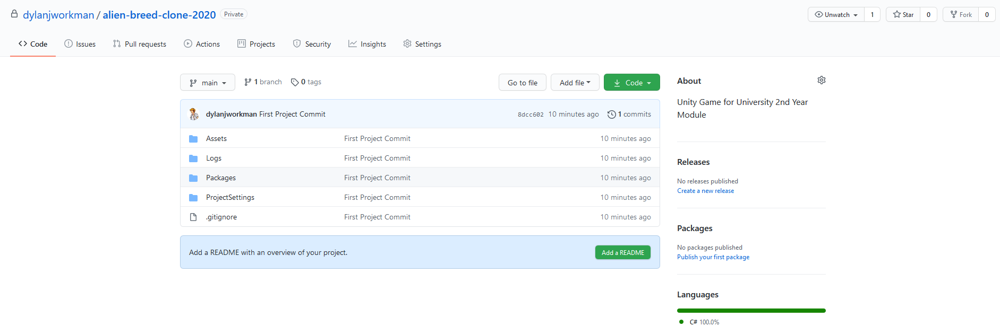 dylanjworkman / alien-breed-clone-2020 Private Unwatch 1 Star 0 Fork 0
Code Issues Pull requests Actions Projects Security Insights Settings
main 1 branch 0 tags Go to file Add file Code
dylanjworkman First Project Commit 8dcc602 10 minutes ago 1 commits
Assets First Project Commit 10 minutes ago
Logs First Project Commit 10 minutes ago
Packages First Project Commit 10 minutes ago
ProjectSettings First Project Commit 10 minutes ago
.gitignore First Project Commit 10 minutes ago
Add a README with an overview of your project. Add a README
About
Unity Game for University 2nd Year
Module
Releases
No releases published
Create a new release
Packages
No packages published
Publish your first package
Languages
C# 100.0%